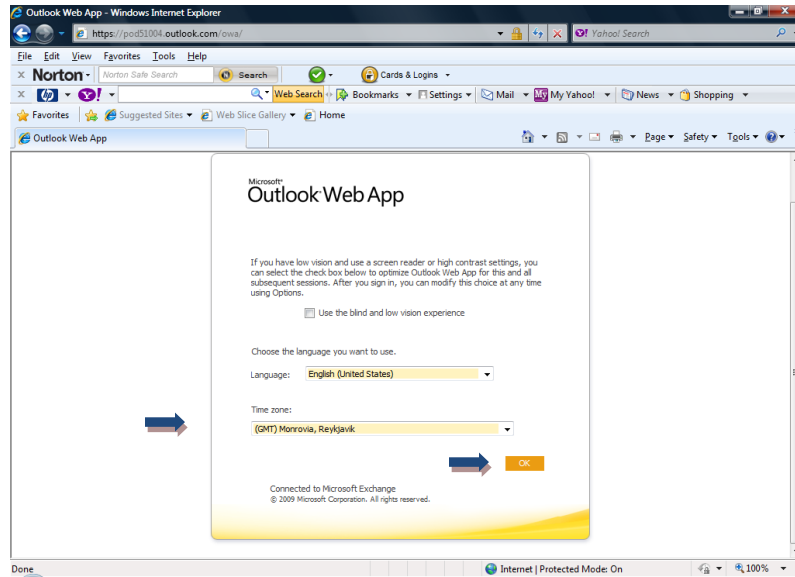 Outlook Web App - Windows Internet Explorer
https://pod51004.outlook.com/owa/
Yahoo! Search
File Edit View Favorites Tools Help
x Norton - Norton Safe Search Search Cards & Logins
x hp Y! Web Search Bookmarks Settings Mail My My Yahoo! News Shopping
Favorites Suggested Sites Web Slice Gallery Home
Outlook Web App Page Safety Tools
Microsoft®
Outlook Web App
If you have low vision and use a screen reader or high contrast settings, you
can select the check box below to optimize Outlook Web App for this and all
subsequent sessions. After you sign in, you can modify this choice at any time
using Options.
Use the blind and low vision experience
Choose the language you want to use.
Language: English (United States)
Time zone:
(GMT) Monrovia, Reykjavik
OK
Connected to Microsoft Exchange
© 2009 Microsoft Corporation. All rights reserved.
Done Internet | Protected Mode: On 100%